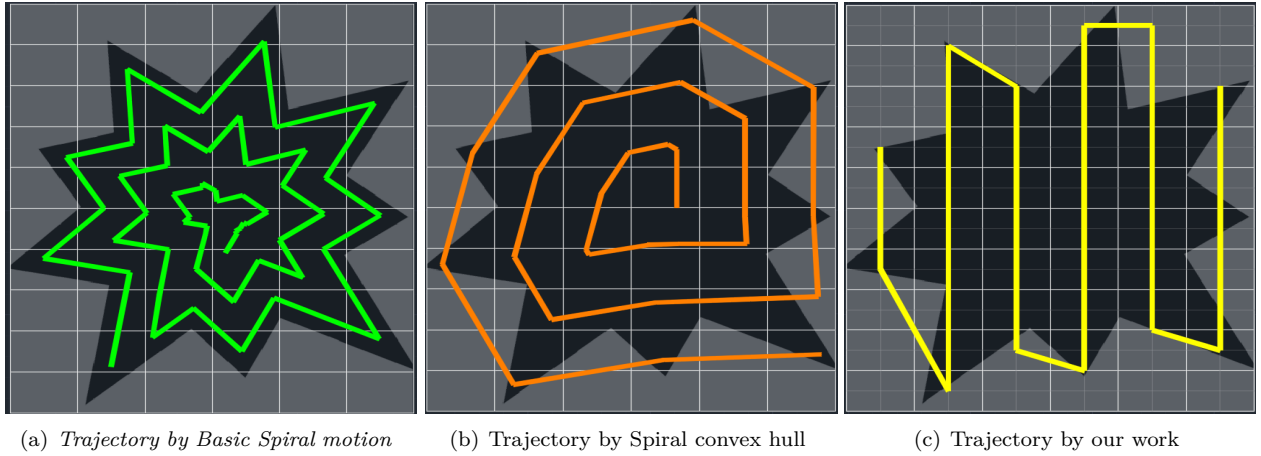 (a) Trajectory by Basic Spiral motion
(b) Trajectory by Spiral convex hull
(c) Trajectory by our work